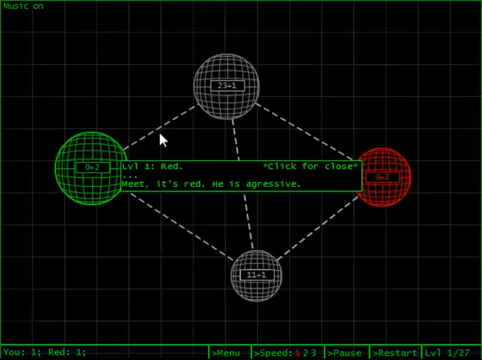 Music on
23+1
0+2
Lvl 1: Red. *Click for close*
...
Meet, it's red. He is agressive.
0+2
11+1
You: 1; Red: 1; >Menu >Speed: 1 2 3 >Pause >Restart Lvl 1/27